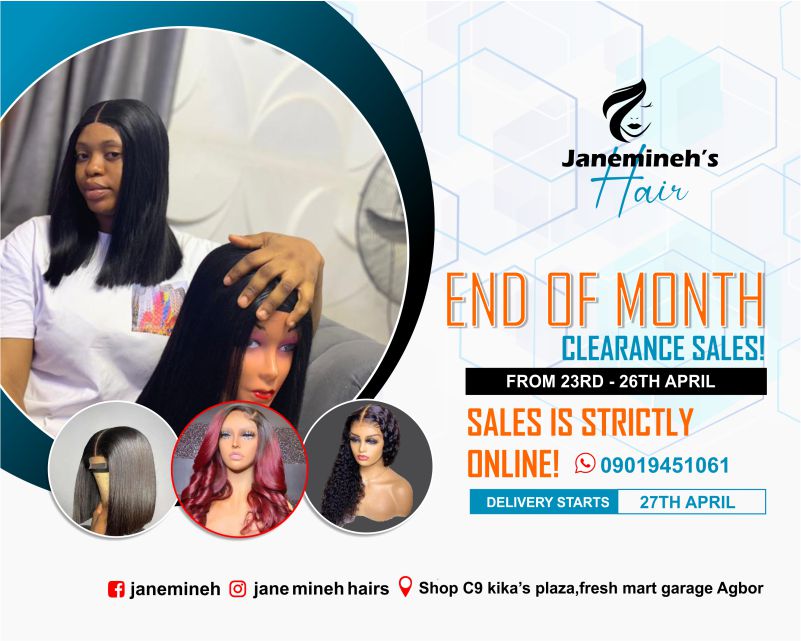 Janemineh's
Hair
END OF MONTH
CLEARANCE SALES!
FROM 23RD - 26TH APRIL
SALES IS STRICTLY
ONLINE! 09019451061
DELIVERY STARTS 27TH APRIL
janemineh jane mineh hairs Shop C9 kika's plaza,fresh mart garage Agbor